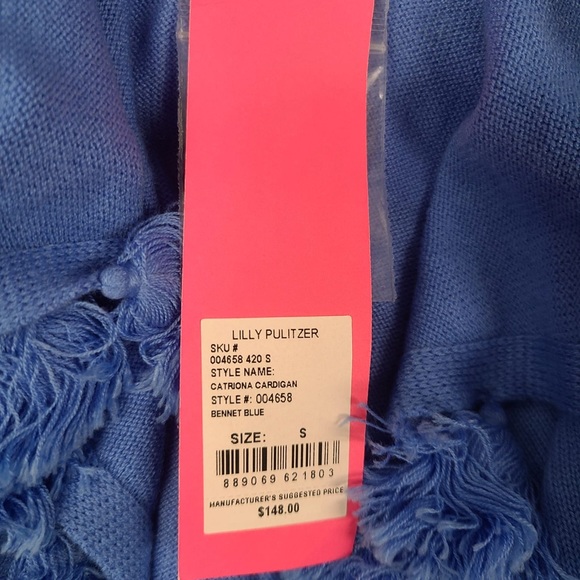 LILLY PULITZER
SKU #
004658 420 S
STYLE NAME:
CATRIONA CARDIGAN
STYLE #: 004658
BENNET BLUE
SIZE: S
889069 621803
MANUFACTURER'S SUGGESTED PRICE
$148.00